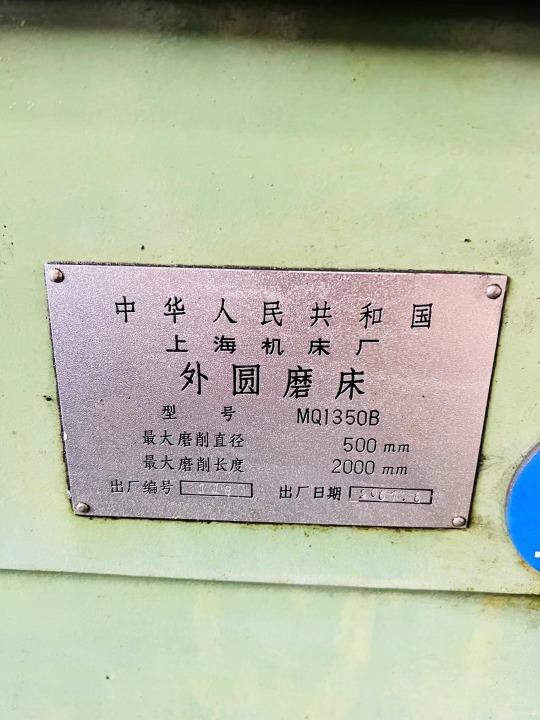 中华人民共和国
上海机床厂
外圆磨床
型 号 MQ1350B
最大磨削直径 500 mm
最大磨削长度 2000 mm
出厂编号 出厂日期